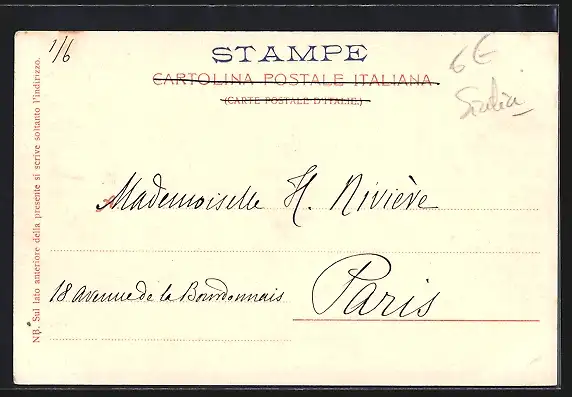 1/6
STAMPE
CARTOLINA POSTALE ITALIANA
(CARTE POSTALE D'ITALIE.)
6€
Mademoiselle H. Rivière
18 Avenue de la Bourdonnais
Paris
NB. Sul lato anteriore della presente si scrive soltanto l'indirizzo.